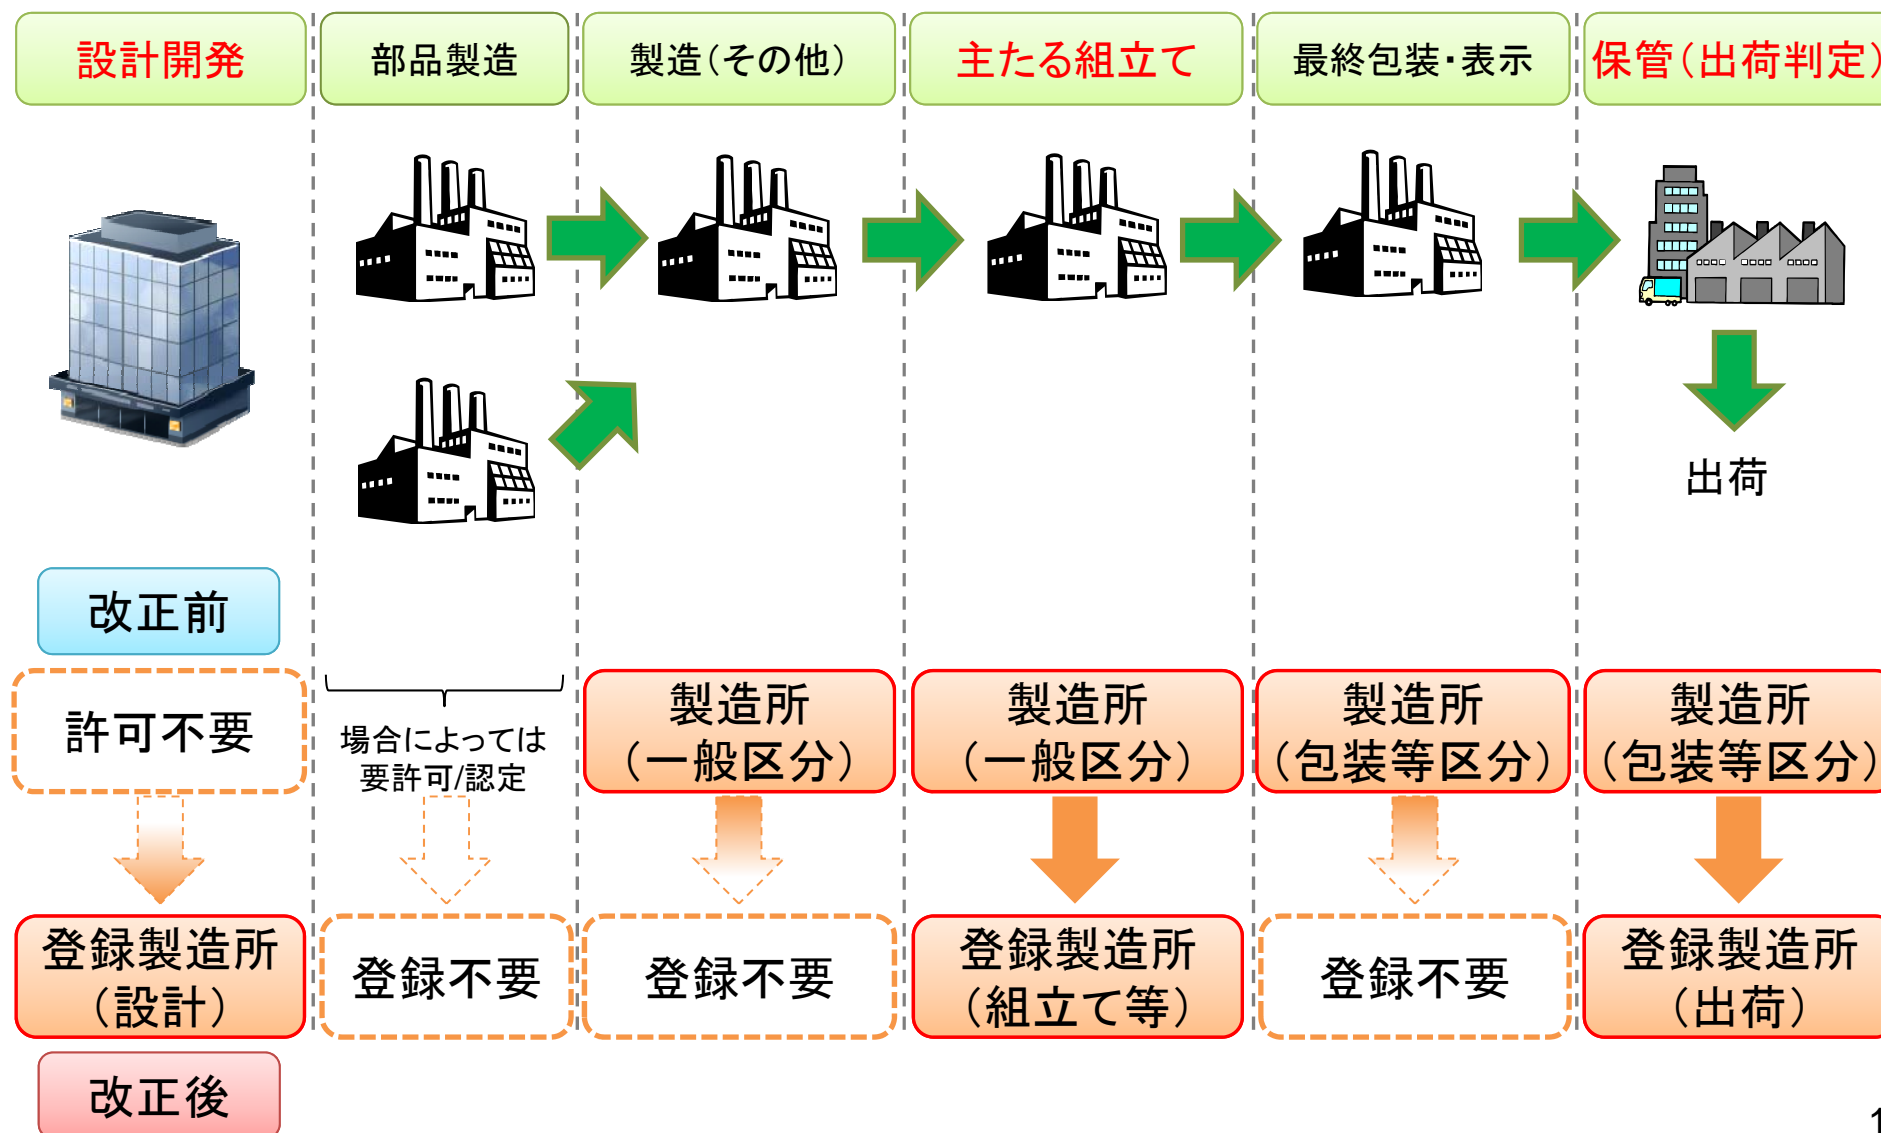 設計開発
部品製造
製造（その他）
主たる組立て
最終包装・表示
保管（出荷判定）
出荷
改正前
許可不要
場合によっては
要許可/認定
製造所
（一般区分）
製造所
（一般区分）
製造所
（包装等区分）
製造所
（包装等区分）
登録製造所
（設計）
登録不要
登録不要
登録製造所
（組立て等）
登録不要
登録製造所
（出荷）
改正後
1